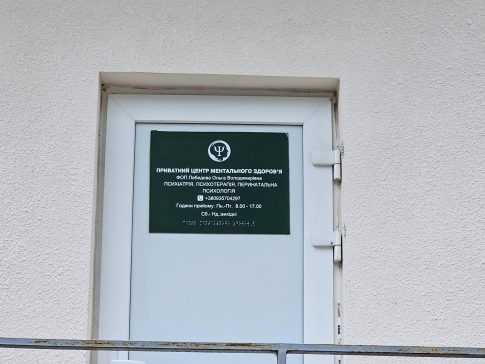 ПРИВАТНИЙ ЦЕНТР МЕНТАЛЬНОГО ЗДОРОВ'Я
ФОП Лебедєва Ольга Володимирівна
ПСИХІАТРІЯ, ПСИХОТЕРАПІЯ, ПЕРИНАТАЛЬНА
ПСИХОЛОГІЯ
+380935704297
Години прийому: Пн.-Пт. 8.00 - 17.00
Сб.- Нд. вихідні